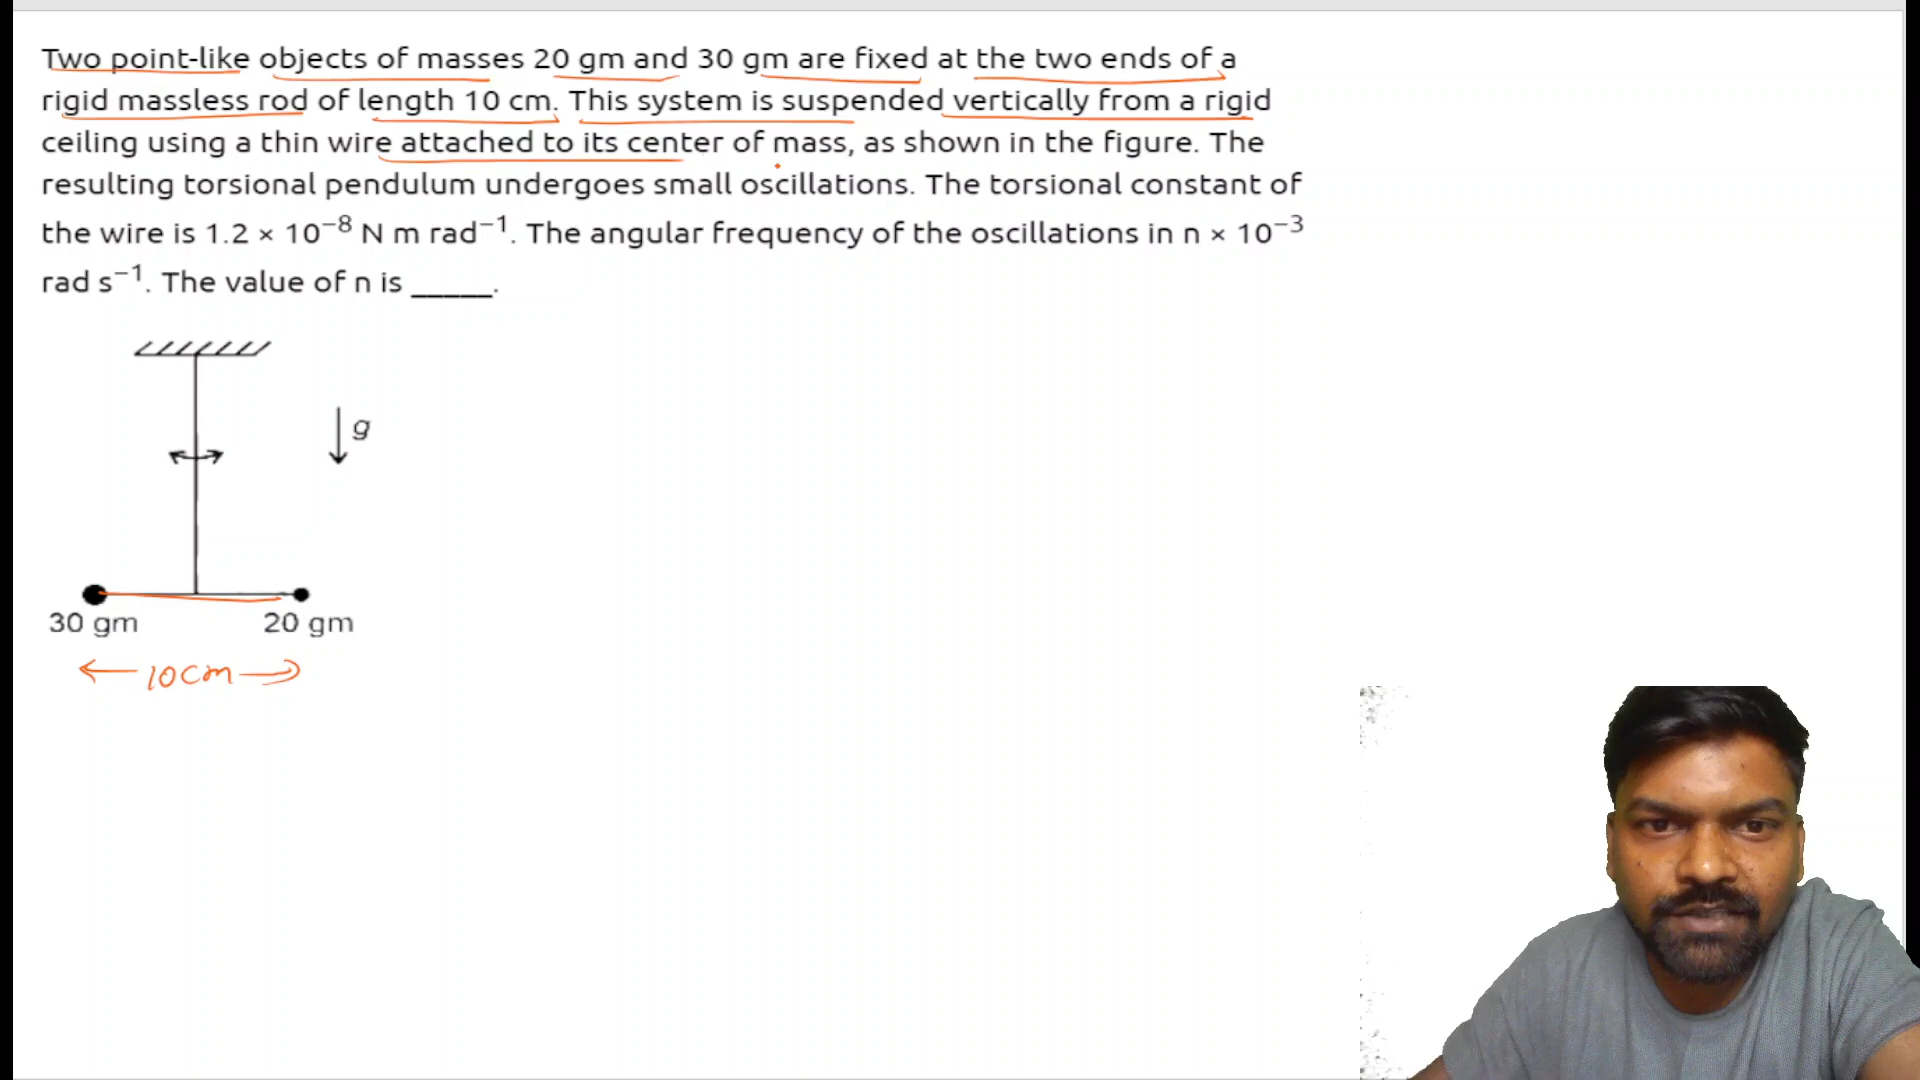 Two point-like objects of masses 20 gm and 30 gm are fixed at the two ends of a
rigid massless rod of length 10 cm. This system is suspended vertically from a rigid
ceiling using a thin wire attached to its center of mass, as shown in the figure. The
resulting torsional pendulum undergoes small oscillations. The torsional constant of
the wire is 1.2 × 10⁻⁸ N m rad⁻¹. The angular frequency of the oscillations in n × 10⁻³
rad s⁻¹. The value of n is _____.
g
30 gm 20 gm
10cm